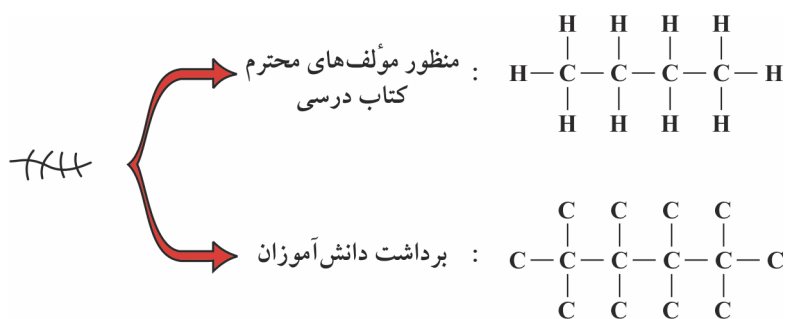 H H H H
منظور مؤلف‌های محترم : H—C—C—C—C—H
کتاب درسی
H H H H
C C C C
برداشت دانش‌آموزان : C—C—C—C—C—C
C C C C